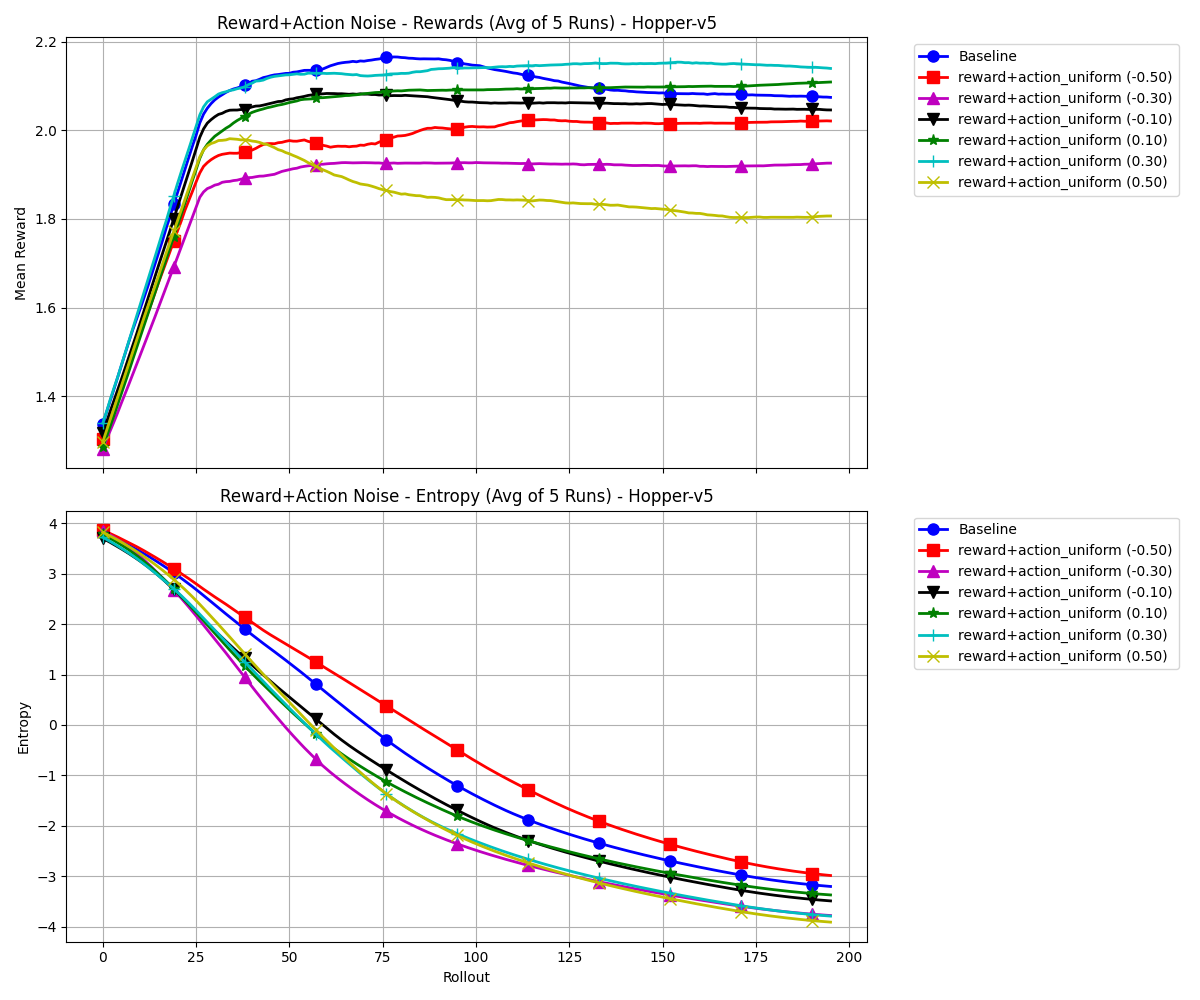 Reward+Action Noise - Rewards (Avg of 5 Runs) - Hopper-v5
2.2
2.0
1.8
1.6
1.4
Mean Reward
Baseline
reward+action_uniform (-0.50)
reward+action_uniform (-0.30)
reward+action_uniform (-0.10)
reward+action_uniform (0.10)
reward+action_uniform (0.30)
reward+action_uniform (0.50)
Reward+Action Noise - Entropy (Avg of 5 Runs) - Hopper-v5
4
3
2
1
0
−1
−2
−3
−4
Entropy
0 25 50 75 100 125 150 175 200
Rollout
Baseline
reward+action_uniform (-0.50)
reward+action_uniform (-0.30)
reward+action_uniform (-0.10)
reward+action_uniform (0.10)
reward+action_uniform (0.30)
reward+action_uniform (0.50)